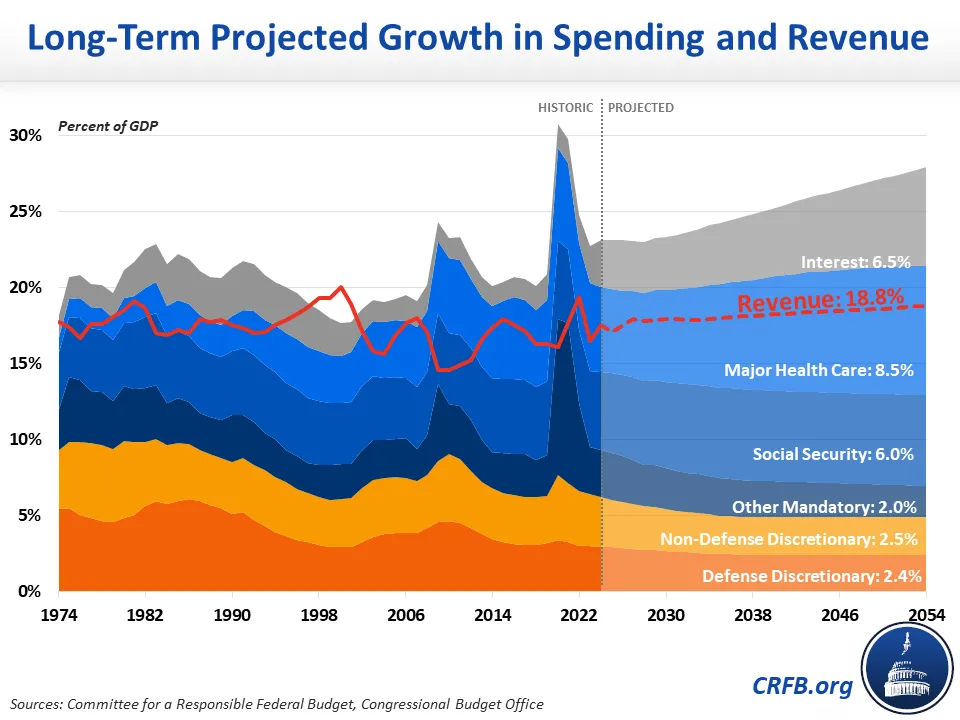 Long-Term Projected Growth in Spending and Revenue
HISTORIC PROJECTED
Percent of GDP
30%
25%
20%
15%
10%
5%
0%
Interest: 6.5%
Revenue: 18.8%
Major Health Care: 8.5%
Social Security: 6.0%
Other Mandatory: 2.0%
Non-Defense Discretionary: 2.5%
Defense Discretionary: 2.4%
1974 1982 1990 1998 2006 2014 2022 2030 2038 2046 2054
CRFB.org
Sources: Committee for a Responsible Federal Budget, Congressional Budget Office